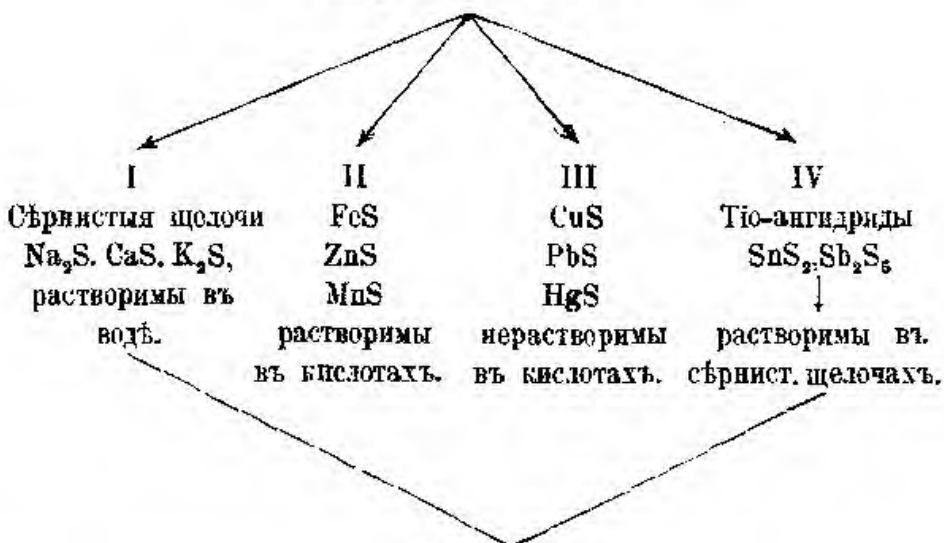 I II III IV
Сѣрнистыя щелочи FeS CuS Тіо-ангидриды
Na₂S. CaS. K₂S, ZnS PbS SnS₂,Sb₂S₅
растворимы въ MnS HgS
водѣ. растворимы нерастворимы растворимы въ.
въ кислотахъ. въ кислотахъ. сѣрнист. щелочахъ.